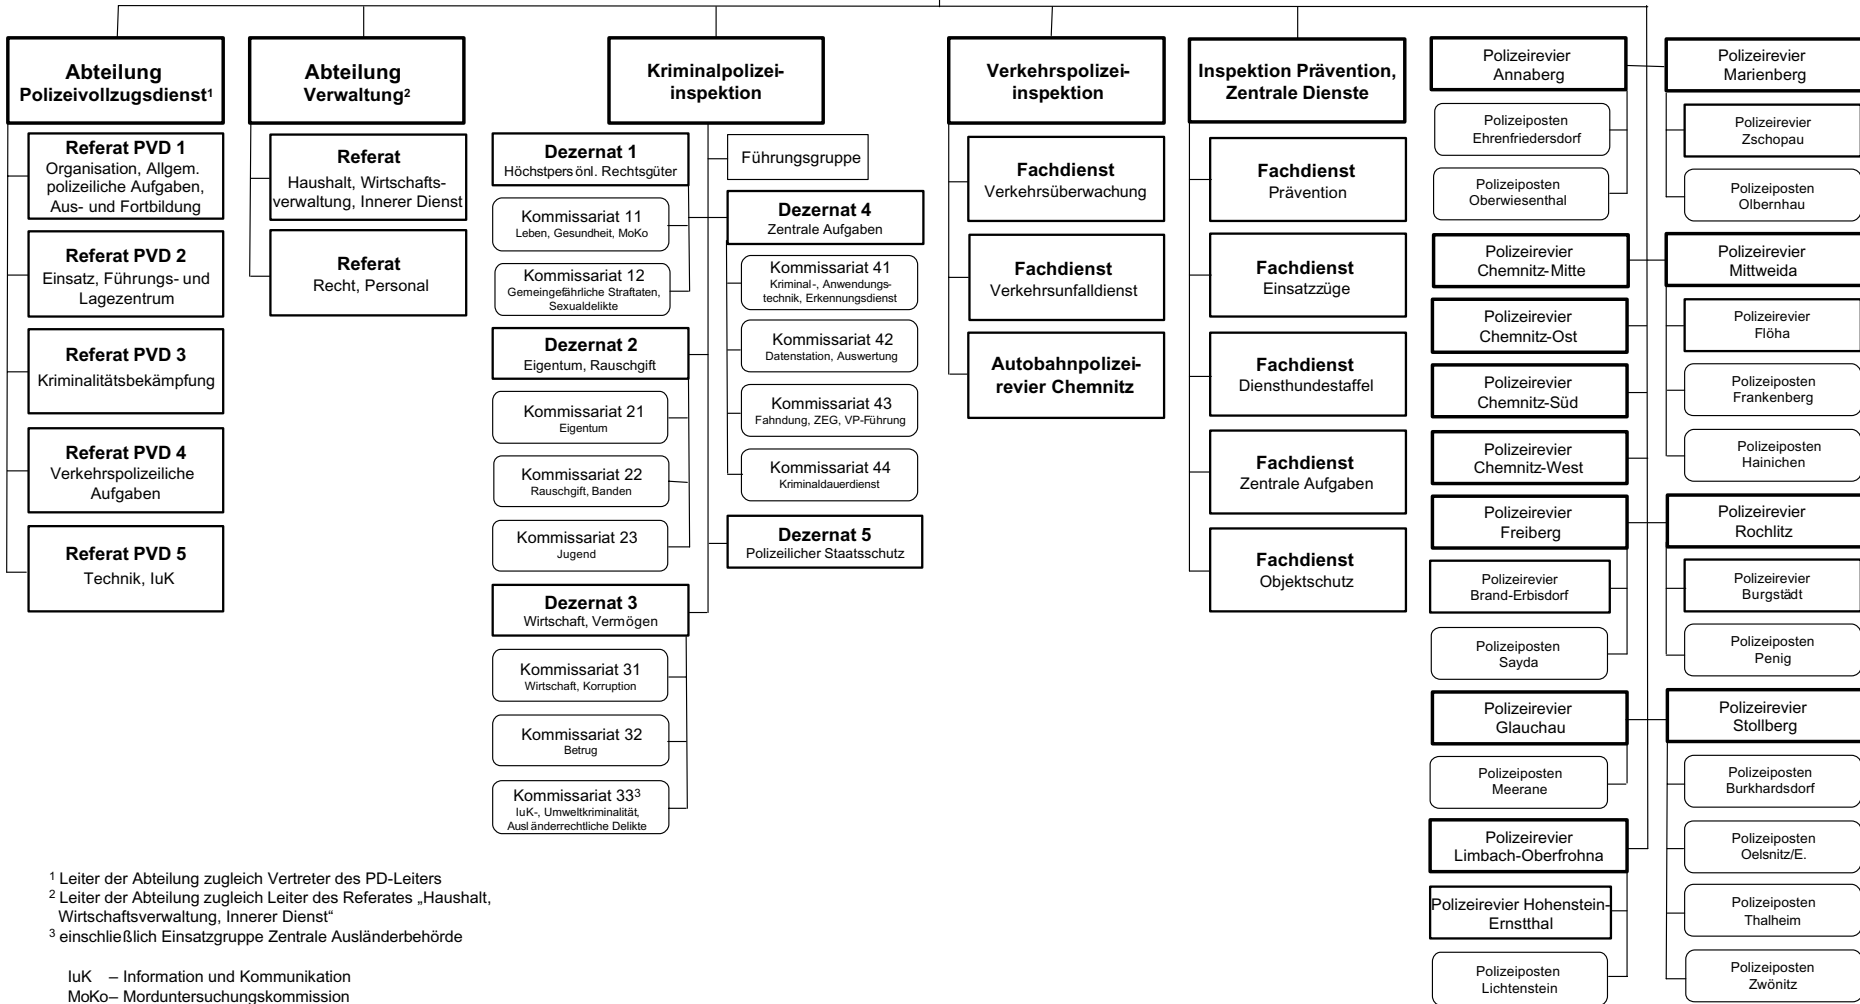 Abteilung
Polizeivollzugsdienst¹
Referat PVD 1
Organisation, Allgem.
polizeiliche Aufgaben,
Aus- und Fortbildung
Referat PVD 2
Einsatz, Führungs- und
Lagezentrum
Referat PVD 3
Kriminalitätsbekämpfung
Referat PVD 4
Verkehrspolizeiliche
Aufgaben
Referat PVD 5
Technik, IuK
Abteilung
Verwaltung²
Referat
Haushalt, Wirtschafts-
verwaltung, Innerer Dienst
Referat
Recht, Personal
Kriminalpolizei-
inspektion
Dezernat 1
Höchstpersönl. Rechtsgüter
Kommissariat 11
Leben, Gesundheit, MoKo
Kommissariat 12
Gemeingefährliche Straftaten,
Sexualdelikte
Dezernat 2
Eigentum, Rauschgift
Kommissariat 21
Eigentum
Kommissariat 22
Rauschgift, Banden
Kommissariat 23
Jugend
Dezernat 3
Wirtschaft, Vermögen
Kommissariat 31
Wirtschaft, Korruption
Kommissariat 32
Betrug
Kommissariat 33³
IuK-, Umweltkriminalität,
Ausländerrechtliche Delikte
Führungsgruppe
Dezernat 4
Zentrale Aufgaben
Kommissariat 41
Kriminal-, Anwendungs-
technik, Erkennungsdienst
Kommissariat 42
Datenstation, Auswertung
Kommissariat 43
Fahndung, ZEG, VP-Führung
Kommissariat 44
Kriminaldauerdienst
Dezernat 5
Polizeilicher Staatsschutz
Verkehrspolizei-
inspektion
Fachdienst
Verkehrsüberwachung
Fachdienst
Verkehrsunfalldienst
Autobahnpolizei-
revier Chemnitz
Inspektion Prävention,
Zentrale Dienste
Fachdienst
Prävention
Fachdienst
Einsatzzüge
Fachdienst
Diensthundestaffel
Fachdienst
Zentrale Aufgaben
Fachdienst
Objektschutz
Polizeirevier
Annaberg
Polizeiposten
Ehrenfriedersdorf
Polizeiposten
Oberwiesenthal
Polizeirevier
Chemnitz-Mitte
Polizeirevier
Chemnitz-Ost
Polizeirevier
Chemnitz-Süd
Polizeirevier
Chemnitz-West
Polizeirevier
Freiberg
Polizeirevier
Brand-Erbisdorf
Polizeiposten
Sayda
Polizeirevier
Glauchau
Polizeiposten
Meerane
Polizeirevier
Limbach-Oberfrohna
Polizeirevier Hohenstein-
Ernstthal
Polizeiposten
Lichtenstein
Polizeirevier
Marienberg
Polizeirevier
Zschopau
Polizeiposten
Olbernhau
Polizeirevier
Mittweida
Polizeirevier
Flöha
Polizeiposten
Frankenberg
Polizeiposten
Hainichen
Polizeirevier
Rochlitz
Polizeirevier
Burgstädt
Polizeiposten
Penig
Polizeirevier
Stollberg
Polizeiposten
Burkhardsdorf
Polizeiposten
Oelsnitz/E.
Polizeiposten
Thalheim
Polizeiposten
Zwönitz
¹ Leiter der Abteilung zugleich Vertreter des PD-Leiters
² Leiter der Abteilung zugleich Leiter des Referates „Haushalt,
Wirtschaftsverwaltung, Innerer Dienst“
³ einschließlich Einsatzgruppe Zentrale Ausländerbehörde
IuK – Information und Kommunikation
MoKo– Morduntersuchungskommission